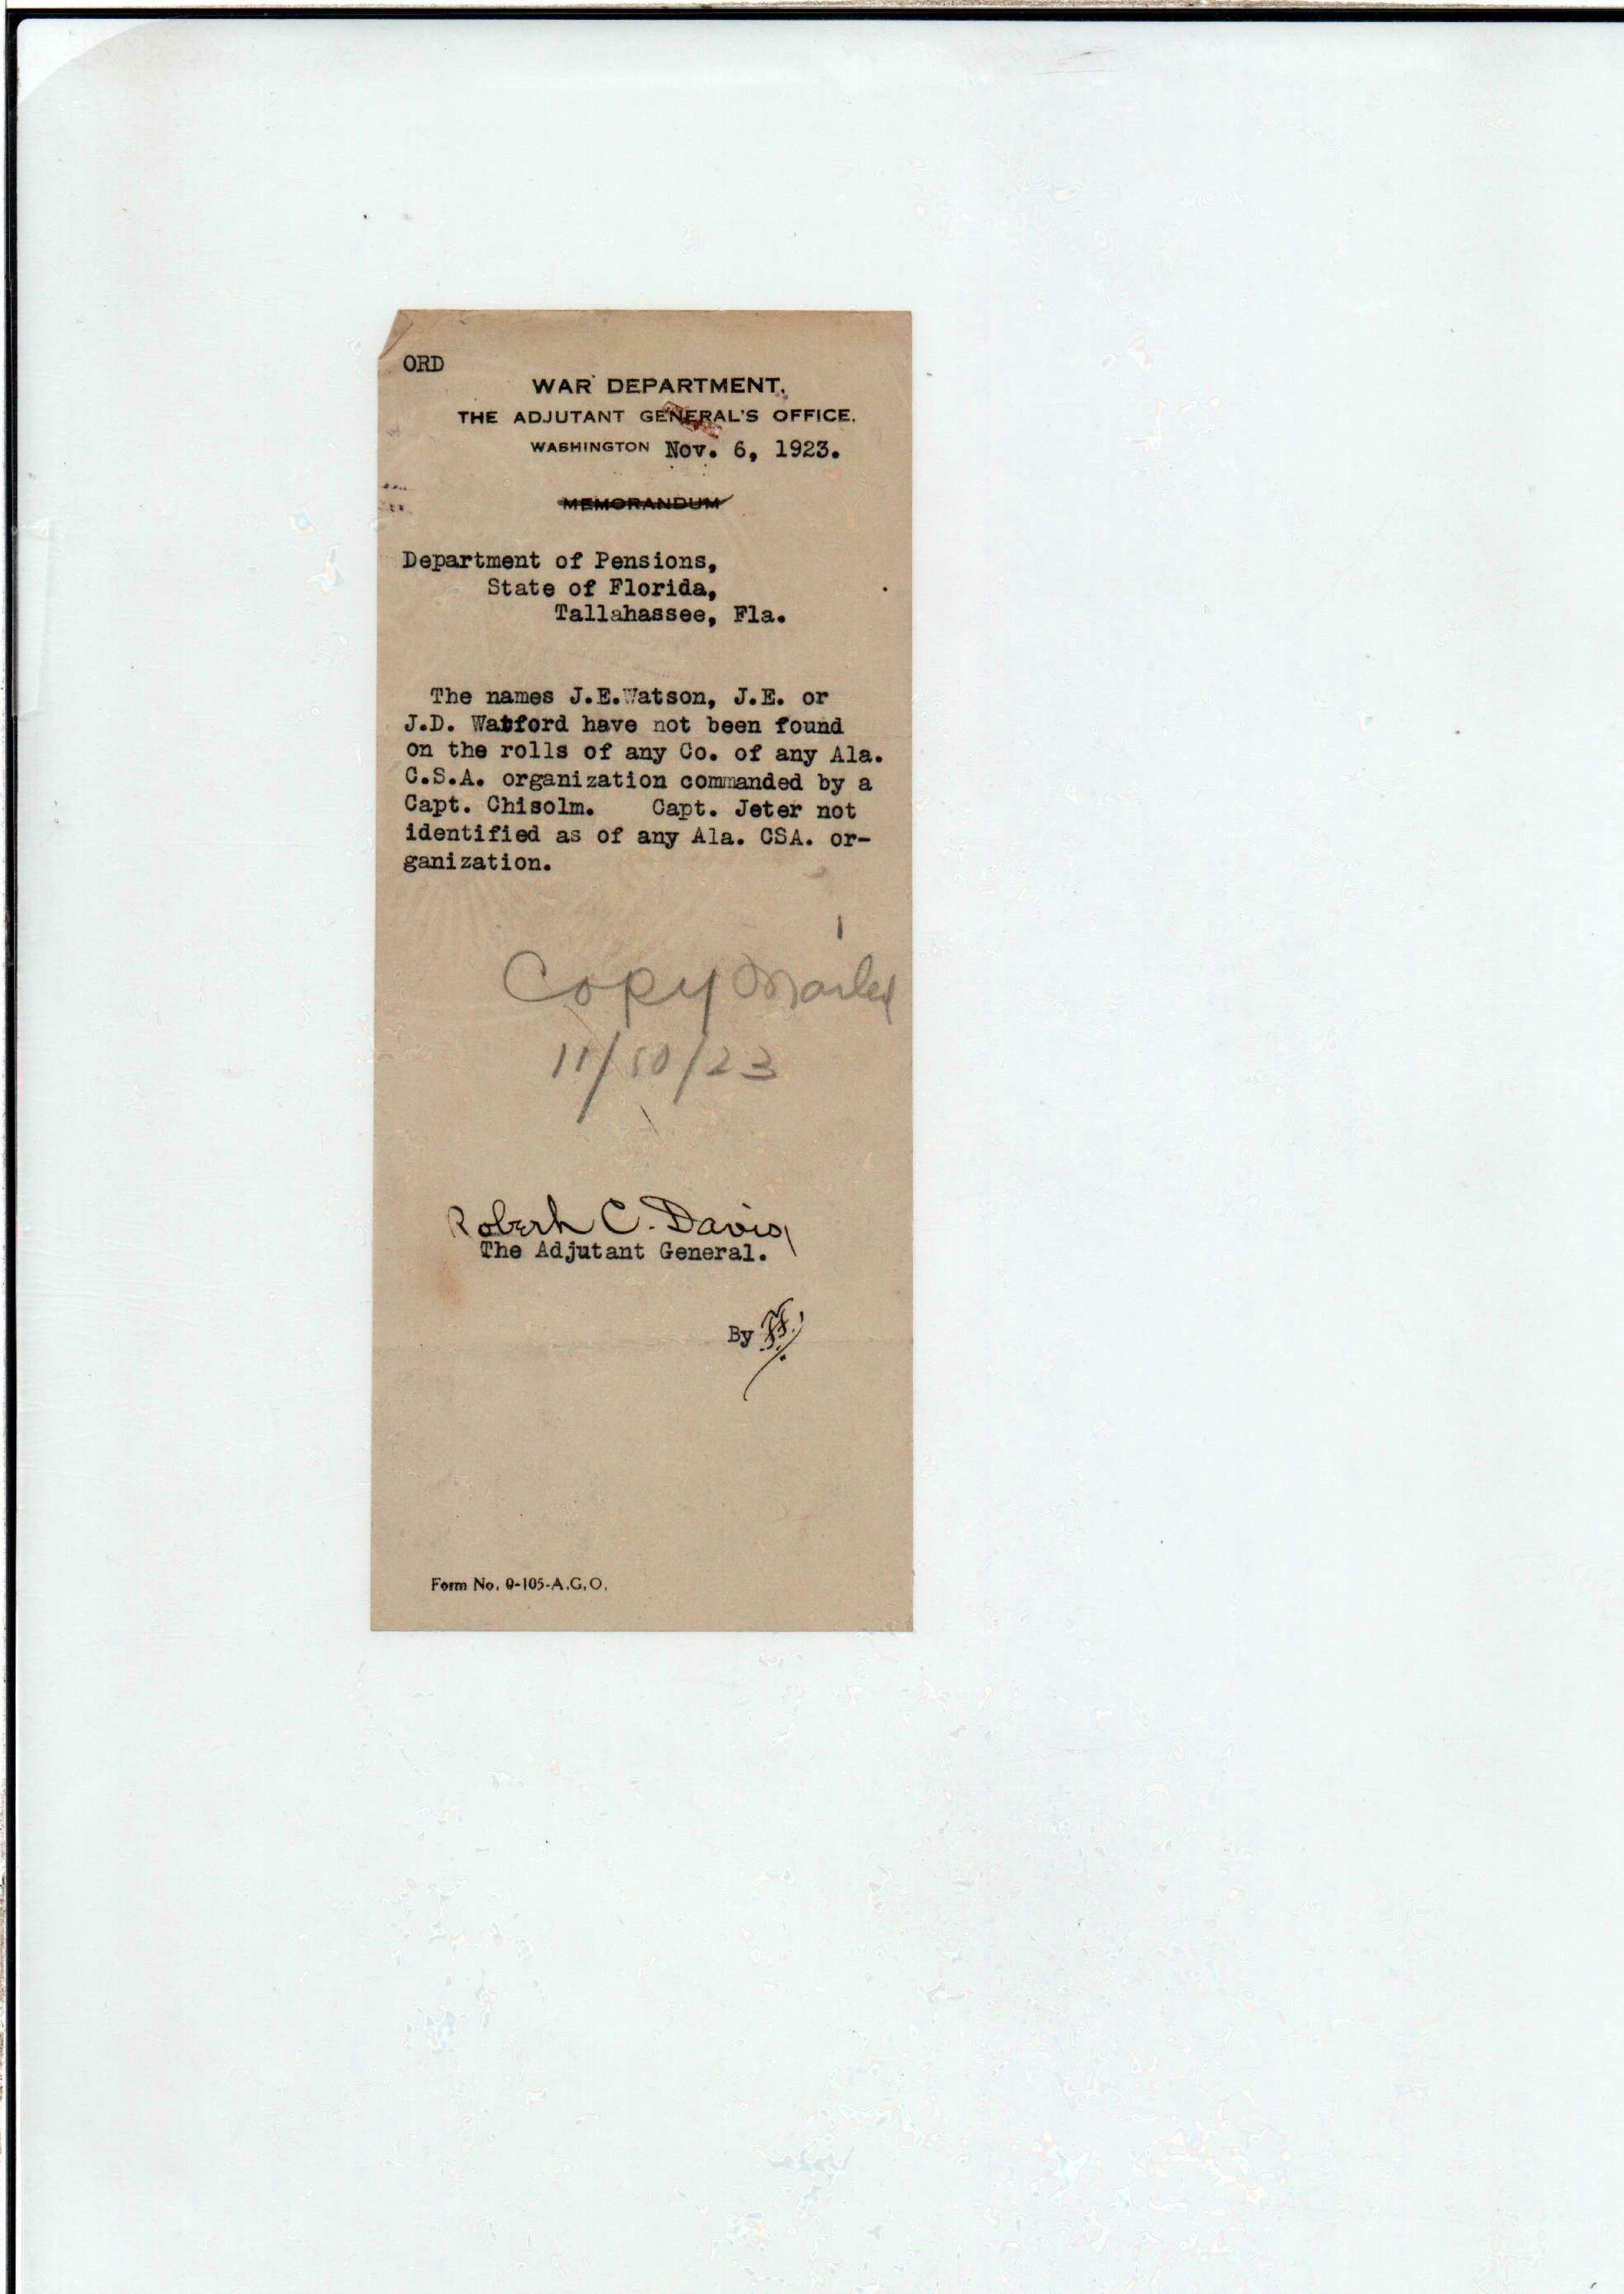 ORD
WAR DEPARTMENT,
THE ADJUTANT GENERAL'S OFFICE,
WASHINGTON Nov. 6, 1923.
MEMORANDUM
Department of Pensions,
State of Florida,
Tallahassee, Fla.
The names J.E.Watson, J.E. or
J.D. Watford have not been found
on the rolls of any Co. of any Ala.
C.S.A. organization commanded by a
Capt. Chisolm. Capt. Jeter not
identified as of any Ala. CSA. or-
ganization.
Copy Mailed
11/10/23
Robert C. Davis
The Adjutant General.
By
Form No. 0-105-A.G.O.